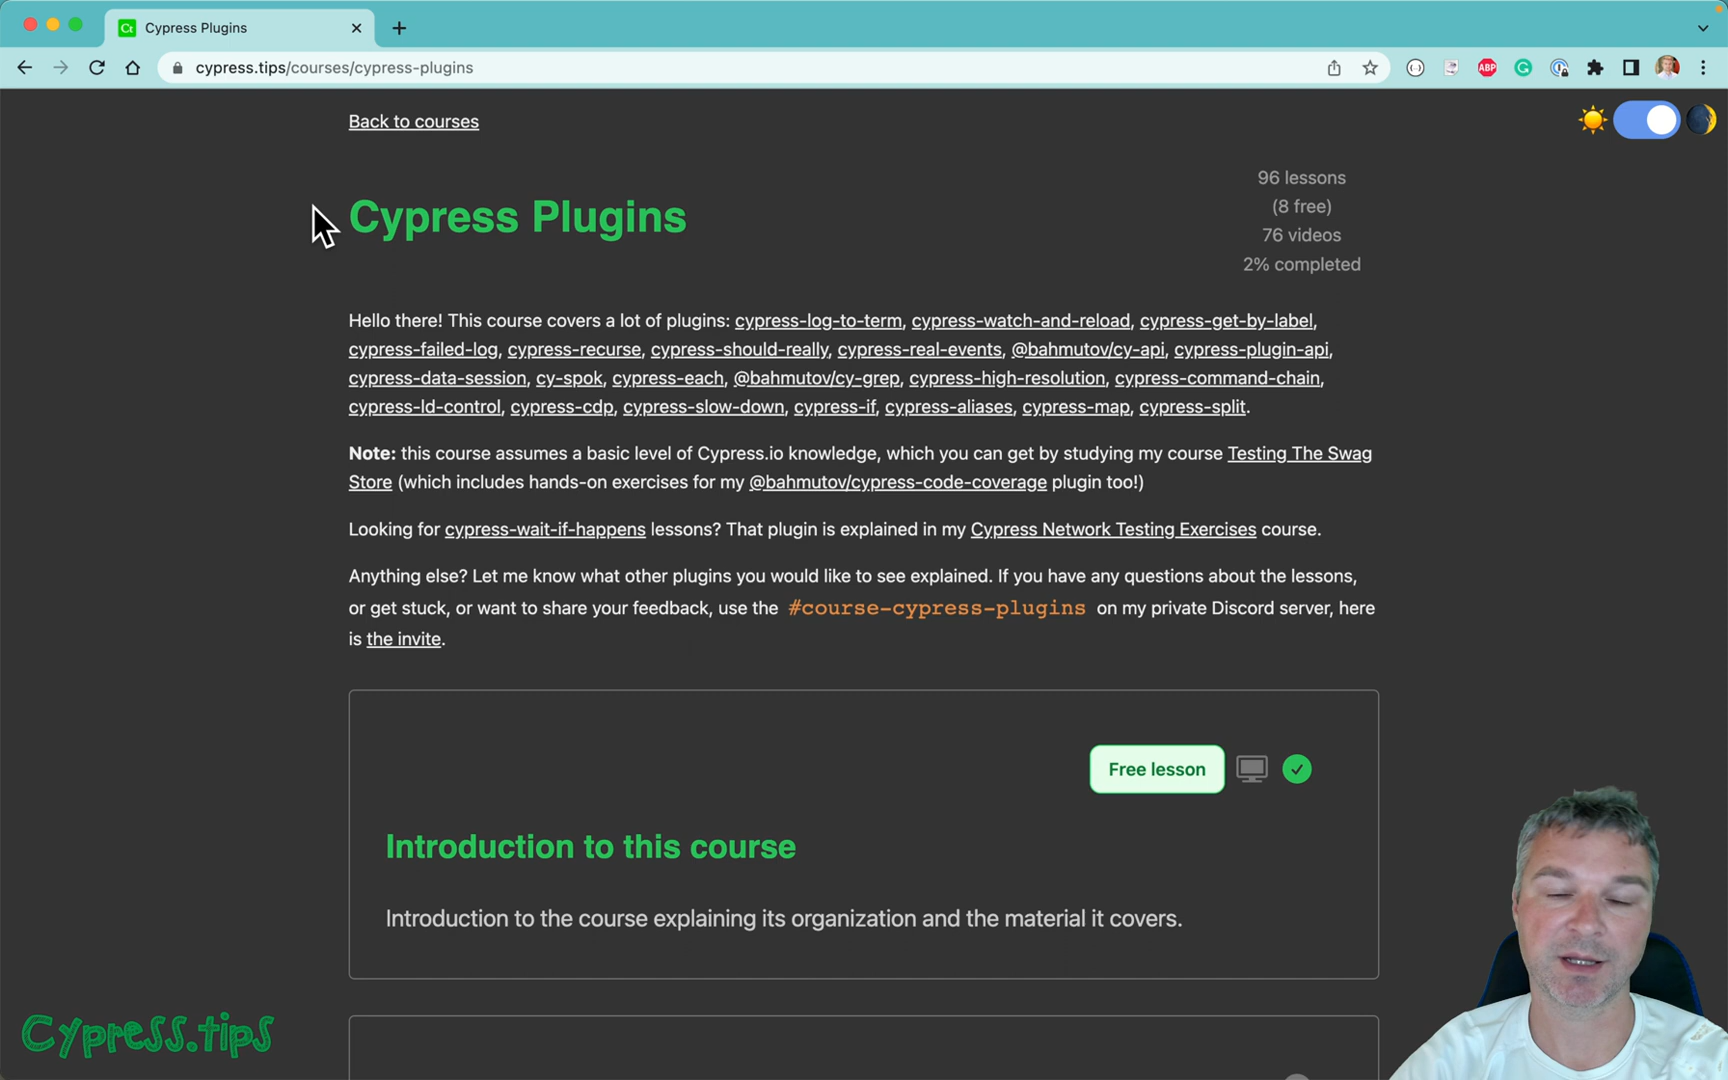 Ct Cypress Plugins
cypress.tips/courses/cypress-plugins
ABP
Back to courses
96 lessons
(8 free)
76 videos
2% completed
Cypress Plugins
Hello there! This course covers a lot of plugins: cypress-log-to-term, cypress-watch-and-reload, cypress-get-by-label,
cypress-failed-log, cypress-recurse, cypress-should-really, cypress-real-events, @bahmutov/cy-api, cypress-plugin-api,
cypress-data-session, cy-spok, cypress-each, @bahmutov/cy-grep, cypress-high-resolution, cypress-command-chain,
cypress-ld-control, cypress-cdp, cypress-slow-down, cypress-if, cypress-aliases, cypress-map, cypress-split.
Note: this course assumes a basic level of Cypress.io knowledge, which you can get by studying my course Testing The Swag
Store (which includes hands-on exercises for my @bahmutov/cypress-code-coverage plugin too!)
Looking for cypress-wait-if-happens lessons? That plugin is explained in my Cypress Network Testing Exercises course.
Anything else? Let me know what other plugins you would like to see explained. If you have any questions about the lessons,
or get stuck, or want to share your feedback, use the #course-cypress-plugins on my private Discord server, here
is the invite.
Free lesson
Introduction to this course
Introduction to the course explaining its organization and the material it covers.
Cypress.tips